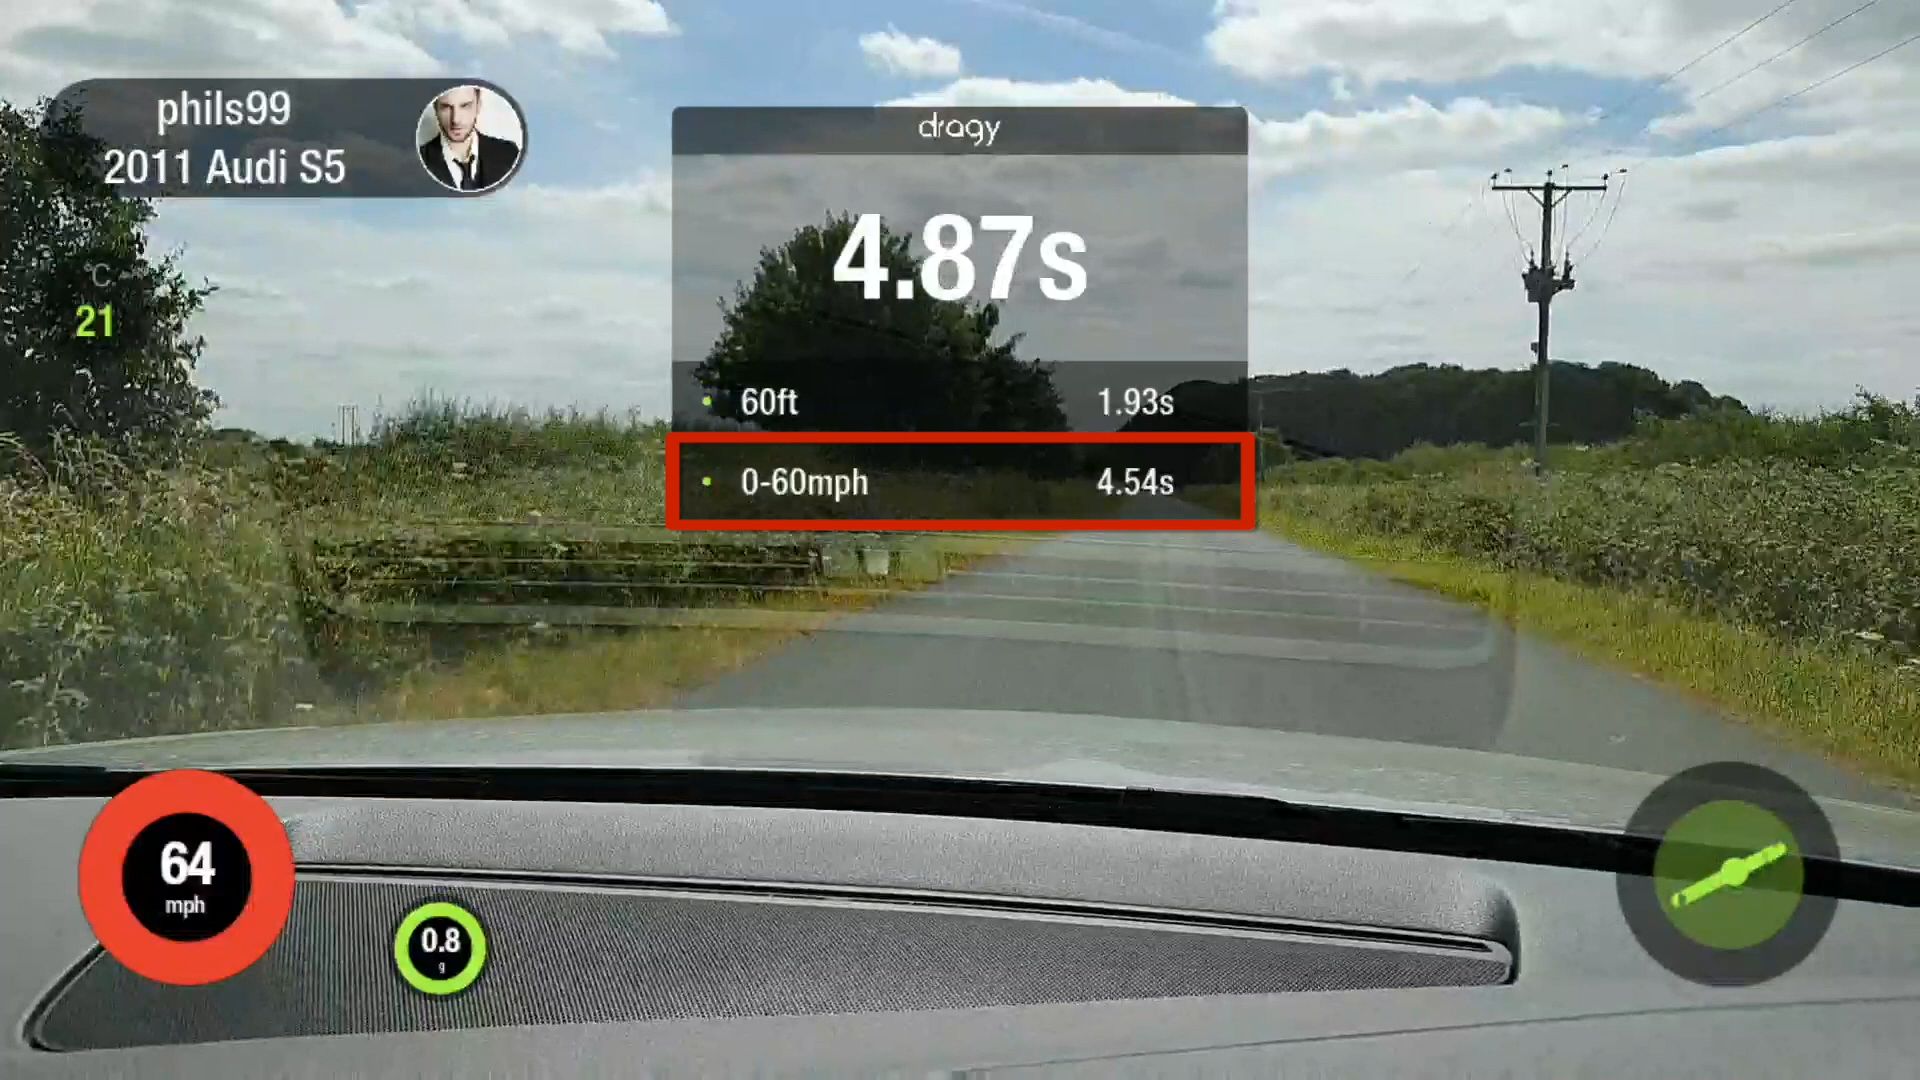 phils99
2011 Audi S5
C
21
dragy
4.87s
60ft 1.93s
0-60mph 4.54s
64
mph
0.8
g